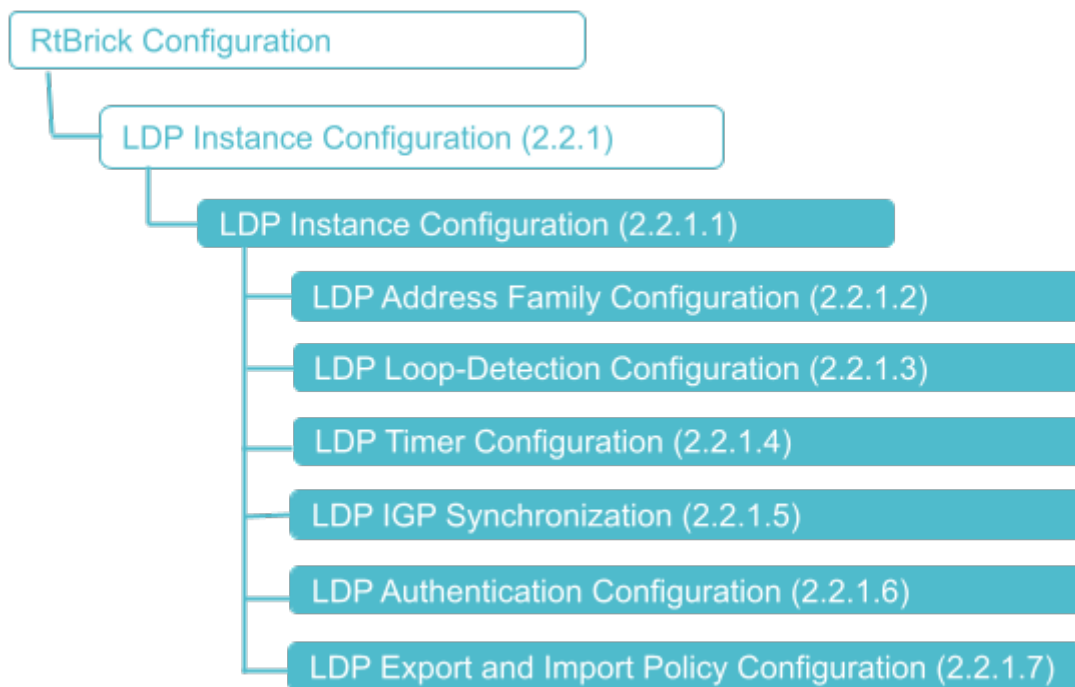 RtBrick Configuration
LDP Instance Configuration (2.2.1)
LDP Instance Configuration (2.2.1.1)
LDP Address Family Configuration (2.2.1.2)
LDP Loop-Detection Configuration (2.2.1.3)
LDP Timer Configuration (2.2.1.4)
LDP IGP Synchronization (2.2.1.5)
LDP Authentication Configuration (2.2.1.6)
LDP Export and Import Policy Configuration (2.2.1.7)